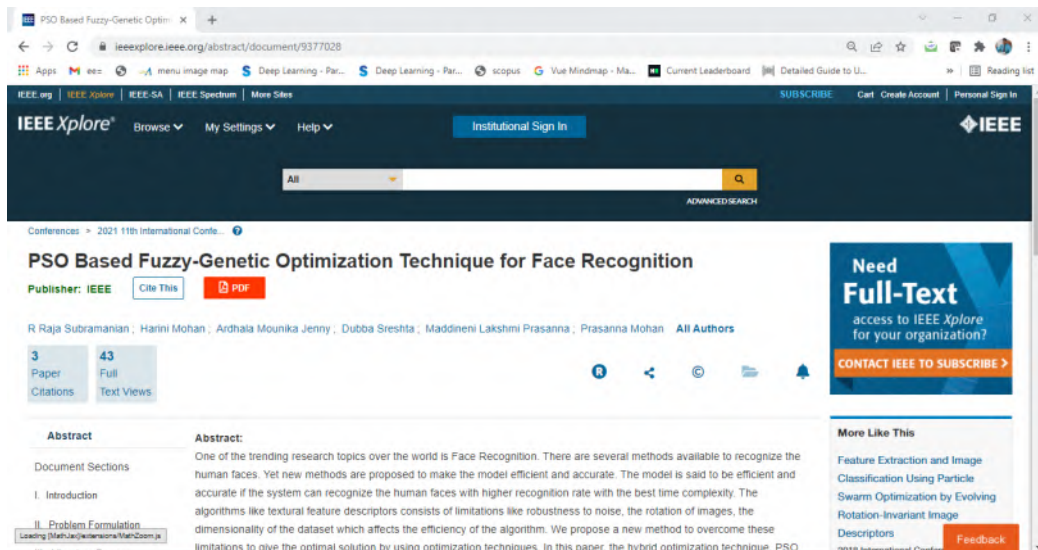 PSO Based Fuzzy-Genetic Optim
ieeexplore.ieee.org/abstract/document/9377028
Apps
menu image map
Deep Learning - Par...
Deep Learning - Par...
scopus
Vue Mindmap - Ma...
Current Leaderboard
Detailed Guide to U...
»
Reading list
IEEE.org | IEEE Xplore | IEEE-SA | IEEE Spectrum | More Sites
SUBSCRIBE
Cart Create Account | Personal Sign In
IEEE Xplore®
Browse
My Settings
Help
Institutional Sign In
IEEE
All
ADVANCED SEARCH
Conferences > 2021 11th International Confe...
PSO Based Fuzzy-Genetic Optimization Technique for Face Recognition
Publisher: IEEE
Cite This
PDF
R Raja Subramanian ; Harini Mohan ; Ardhala Mounika Jenny ; Dubba Sreshta ; Maddineni Lakshmi Prasanna ; Prasanna Mohan All Authors
3
Paper
Citations
43
Full
Text Views
Need
Full-Text
access to IEEE Xplore
for your organization?
CONTACT IEEE TO SUBSCRIBE >
Abstract
Document Sections
I. Introduction
II. Problem Formulation
Loading [MathJax]/extensions/MathZoom.js
Abstract:
One of the trending research topics over the world is Face Recognition. There are several methods available to recognize the
human faces. Yet new methods are proposed to make the model efficient and accurate. The model is said to be efficient and
accurate if the system can recognize the human faces with higher recognition rate with the best time complexity. The
algorithms like textural feature descriptors consists of limitations like robustness to noise, the rotation of images, the
dimensionality of the dataset which affects the efficiency of the algorithm. We propose a new method to overcome these
limitations to give the optimal solution by using optimization techniques. In this paper, the hybrid optimization technique, PSO
More Like This
Feature Extraction and Image
Classification Using Particle
Swarm Optimization by Evolving
Rotation-Invariant Image
Descriptors
Feedback